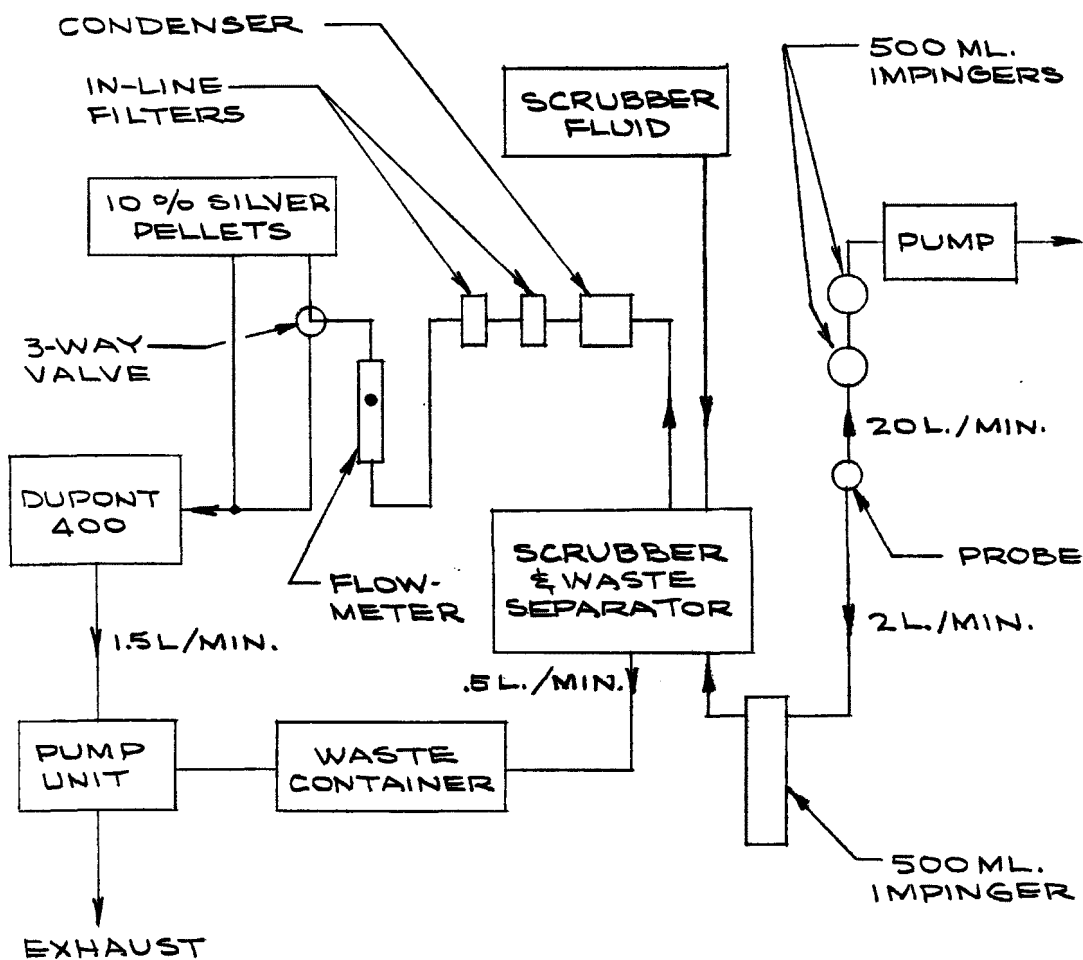 CONDENSER
500 ML.
IMPINGERS
IN-LINE
FILTERS
SCRUBBER
FLUID
10 % SILVER
PELLETS
PUMP
3-WAY
VALVE
20 L./MIN.
DUPONT
400
FLOW-
METER
SCRUBBER
& WASTE
SEPARATOR
PROBE
1.5 L/MIN.
2 L./MIN.
.5 L./MIN.
PUMP
UNIT
WASTE
CONTAINER
500 ML.
IMPINGER
EXHAUST